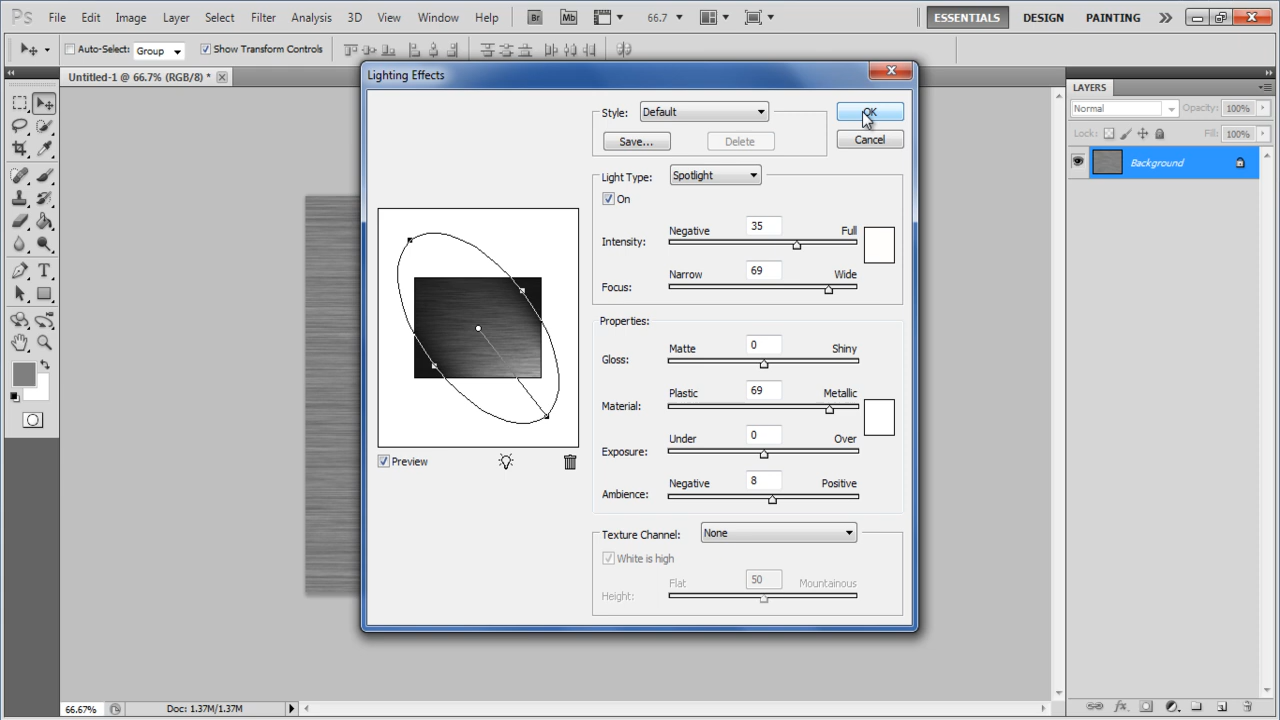 Ps File Edit Image Layer Select Filter Analysis 3D View Window Help Br Mb 66.7 ESSENTIALS DESIGN PAINTING
Auto-Select: Group Show Transform Controls
Untitled-1 @ 66.7% (RGB/8) *
Lighting Effects
Style: Default OK
Save... Delete Cancel
Light Type: Spotlight
On
Negative 35 Full
Intensity:
Narrow 69 Wide
Focus:
Properties:
Matte 0 Shiny
Gloss:
Plastic 69 Metallic
Material:
Under 0 Over
Exposure:
Negative 8 Positive
Ambience:
Preview
Texture Channel: None
White is high
Flat 50 Mountainous
Height:
LAYERS
Normal Opacity: 100%
Lock: Fill: 100%
Background
66.67% Doc: 1.37M/1.37M